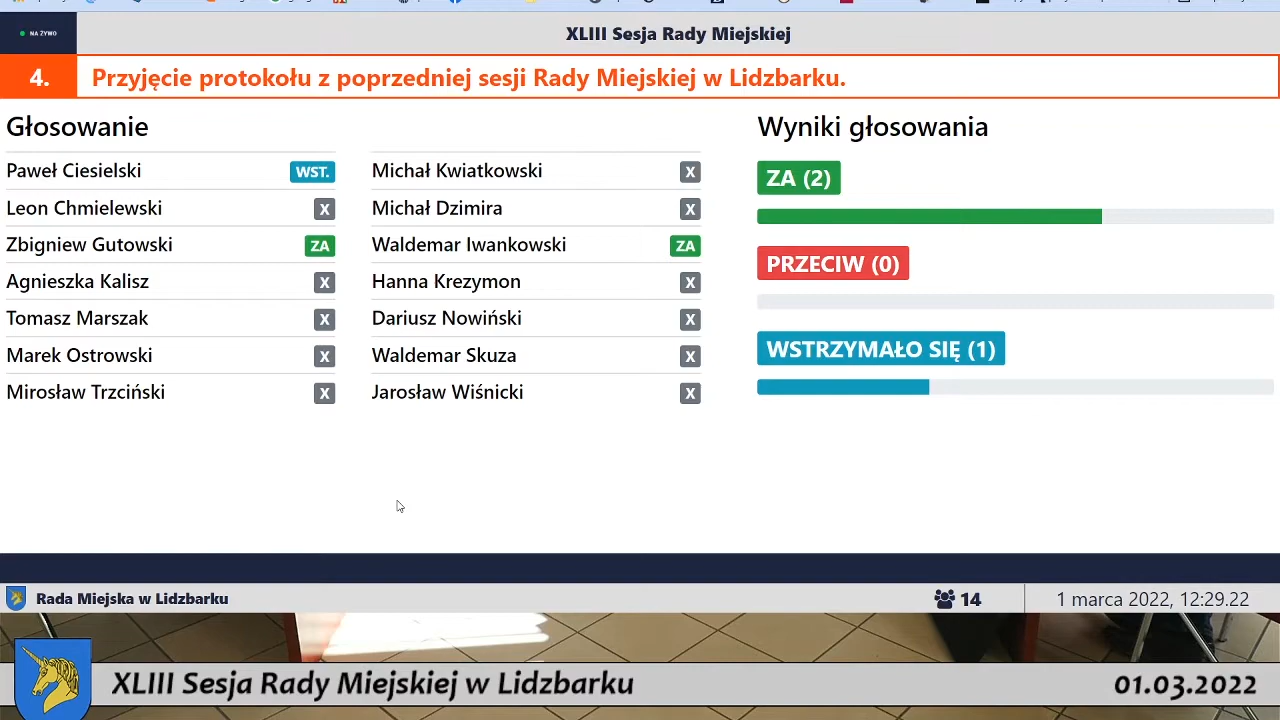 NA ŻYWO
XLIII Sesja Rady Miejskiej
4. Przyjęcie protokołu z poprzedniej sesji Rady Miejskiej w Lidzbarku.
Głosowanie
Paweł Ciesielski WST.
Leon Chmielewski X
Zbigniew Gutowski ZA
Agnieszka Kalisz X
Tomasz Marszak X
Marek Ostrowski X
Mirosław Trzciński X
Michał Kwiatkowski X
Michał Dzimira X
Waldemar Iwankowski ZA
Hanna Krezymon X
Dariusz Nowiński X
Waldemar Skuza X
Jarosław Wiśnicki X
Wyniki głosowania
ZA (2)
PRZECIW (0)
WSTRZYMAŁO SIĘ (1)
Rada Miejska w Lidzbarku
14
1 marca 2022, 12:29.22
XLIII Sesja Rady Miejskiej w Lidzbarku
01.03.2022